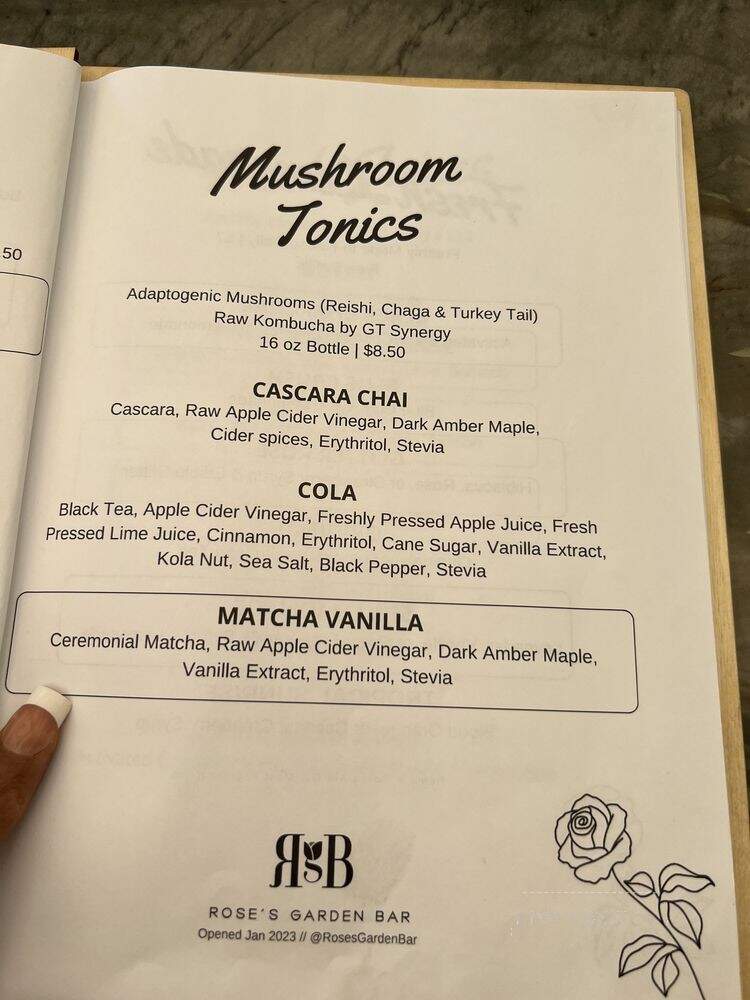 .50
Mushroom
Tonics
Adaptogenic Mushrooms (Reishi, Chaga & Turkey Tail)
Raw Kombucha by GT Synergy
16 oz Bottle | $8.50
CASCARA CHAI
Cascara, Raw Apple Cider Vinegar, Dark Amber Maple,
Cider spices, Erythritol, Stevia
COLA
Black Tea, Apple Cider Vinegar, Freshly Pressed Apple Juice, Fresh
Pressed Lime Juice, Cinnamon, Erythritol, Cane Sugar, Vanilla Extract,
Kola Nut, Sea Salt, Black Pepper, Stevia
MATCHA VANILLA
Ceremonial Matcha, Raw Apple Cider Vinegar, Dark Amber Maple,
Vanilla Extract, Erythritol, Stevia
RgB
ROSE'S GARDEN BAR
Opened Jan 2023 // @RosesGardenBar